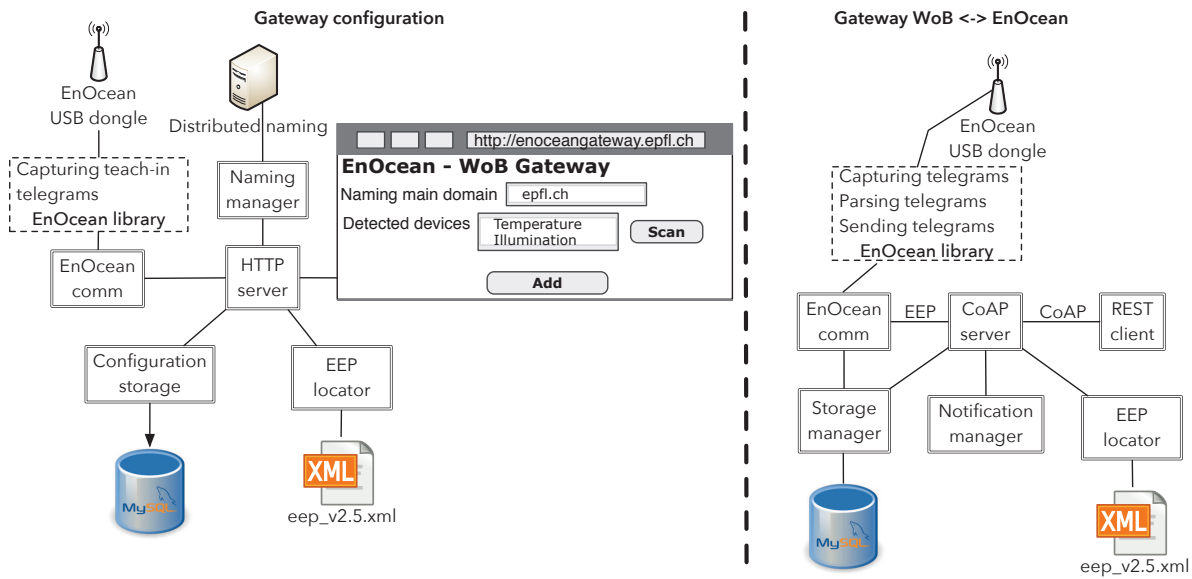 Gateway configuration
EnOcean
USB dongle
Distributed naming
Capturing teach-in
telegrams
EnOcean library
Naming
manager
http://enoceangateway.epfl.ch
EnOcean - WoB Gateway
Naming main domain
epfl.ch
Detected devices
Temperature
Illumination
Scan
Add
EnOcean
comm
HTTP
server
Configuration
storage
EEP
locator
MySQL
XML
eep_v2.5.xml
Gateway WoB <-> EnOcean
EnOcean
USB dongle
Capturing telegrams
Parsing telegrams
Sending telegrams
EnOcean library
EnOcean
comm
EEP
CoAP
server
CoAP
REST
client
Storage
manager
Notification
manager
EEP
locator
MySQL
XML
eep_v2.5.xml